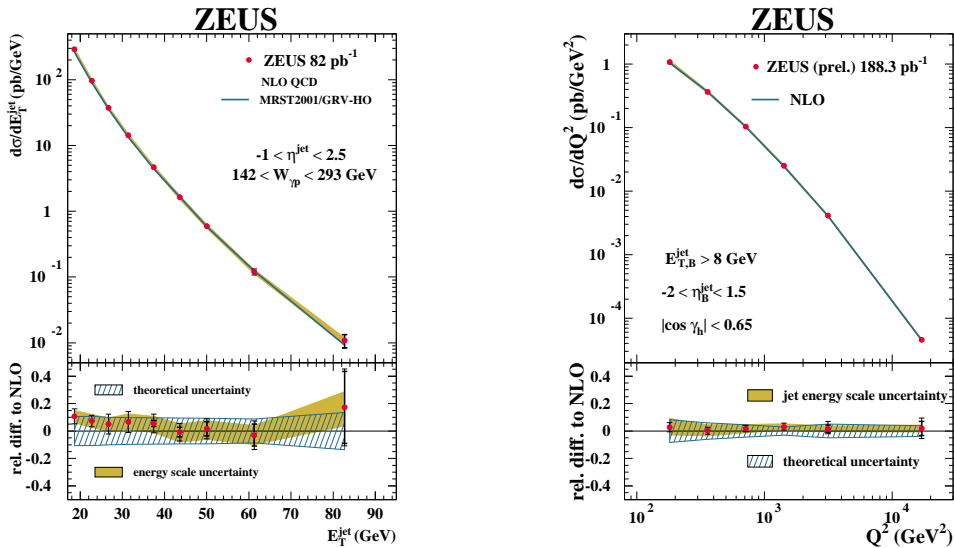 ZEUS
dσ/dE_T^jet (pb/GeV)
10^2
10
1
10^-1
10^-2
ZEUS 82 pb^-1
NLO QCD
MRST2001/GRV-HO
-1 < η^jet < 2.5
142 < W_γp < 293 GeV
rel. diff. to NLO
0.4
0.2
0
-0.2
-0.4
theoretical uncertainty
energy scale uncertainty
20 30 40 50 60 70 80 90
E_T^jet (GeV)
ZEUS
dσ/dQ^2 (pb/GeV^2)
1
10^-1
10^-2
10^-3
10^-4
ZEUS (prel.) 188.3 pb^-1
NLO
E_T,B^jet > 8 GeV
-2 < η_B^jet < 1.5
|cos γ_h| < 0.65
rel. diff. to NLO
0.4
0.2
0
-0.2
-0.4
jet energy scale uncertainty
theoretical uncertainty
10^2 10^3 10^4
Q^2 (GeV^2)